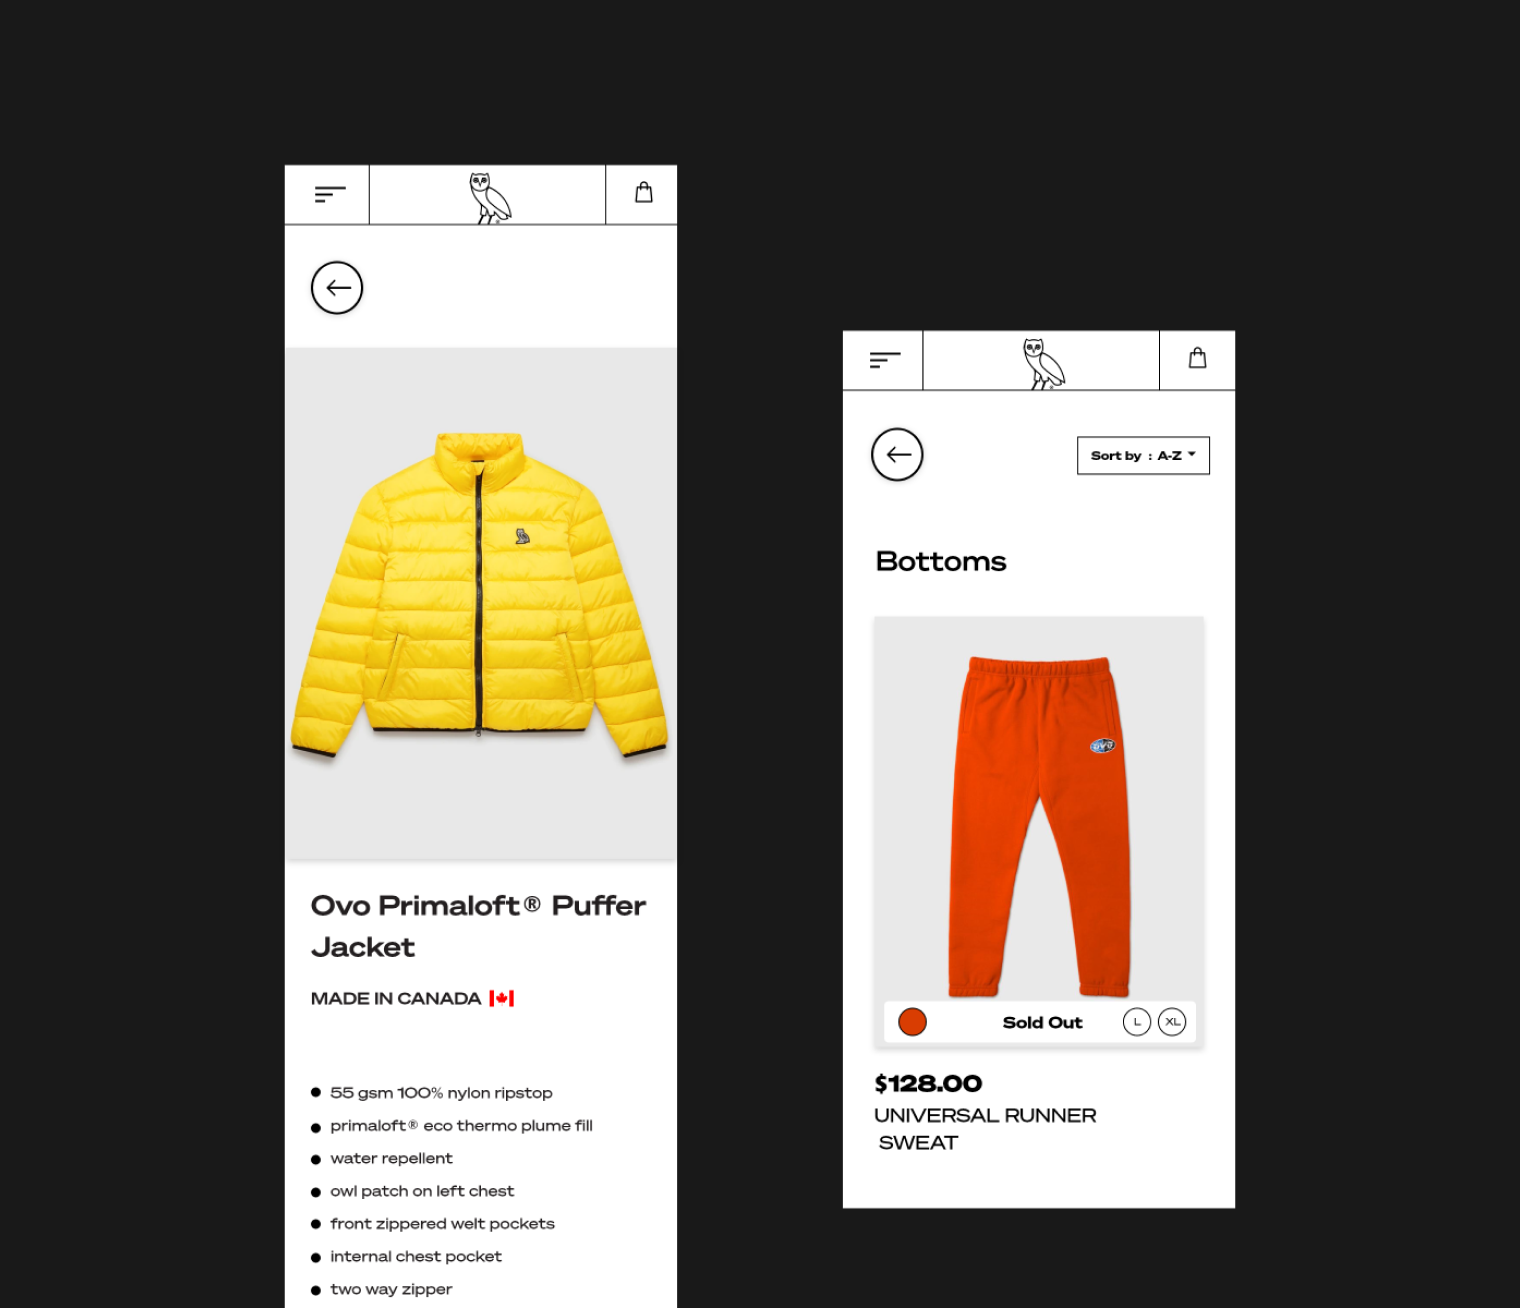 Ovo Primaloft® Puffer
Jacket
MADE IN CANADA
55 gsm 100% nylon ripstop
primaloft® eco thermo plume fill
water repellent
owl patch on left chest
front zippered welt pockets
internal chest pocket
two way zipper
Sort by : A-Z
Bottoms
OVO
Sold Out
L
XL
$128.00
UNIVERSAL RUNNER
SWEAT